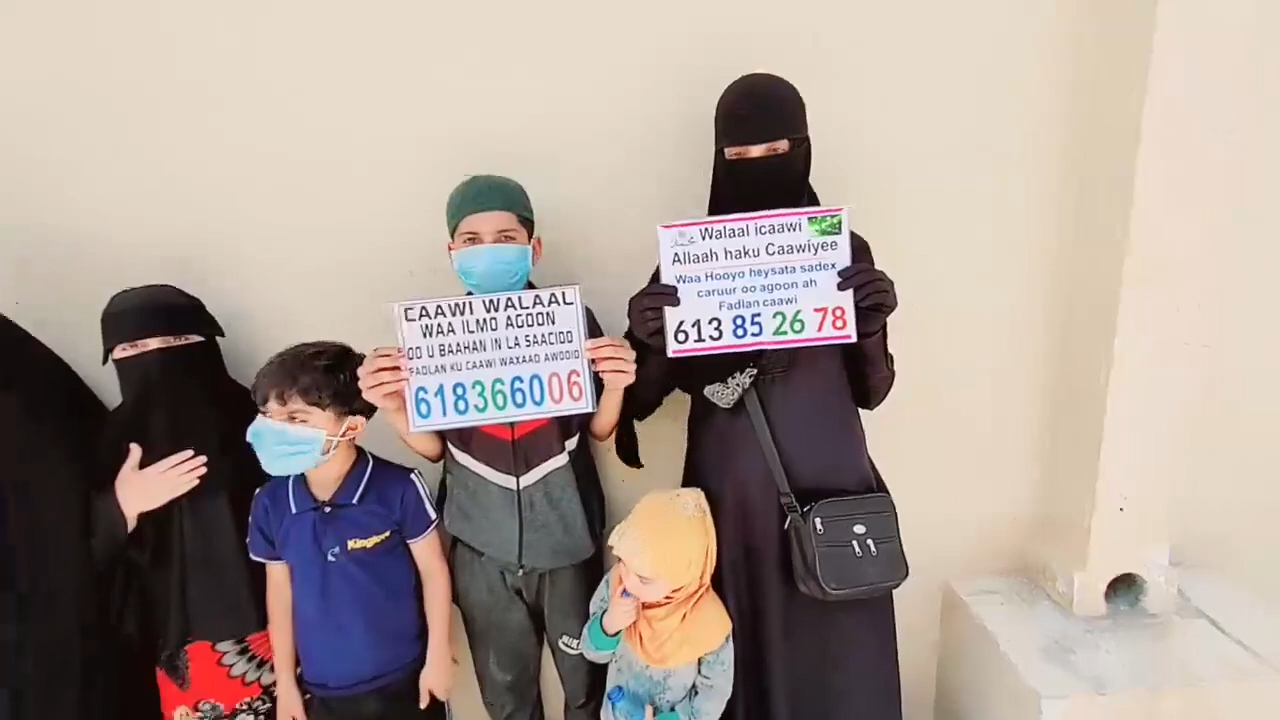 CAAWI WALAAL
WAA ILMO AGOON
OO U BAAHAN IN LA SAACIDO
FADLAN KU CAAWI WAXAAD AWOODID
618366006
Walaal icaawi
Allaah haku Caawiyee
Waa Hooyo heysata sadex
caruur oo agoon ah
Fadlan caawi
613 85 26 78
NIKE